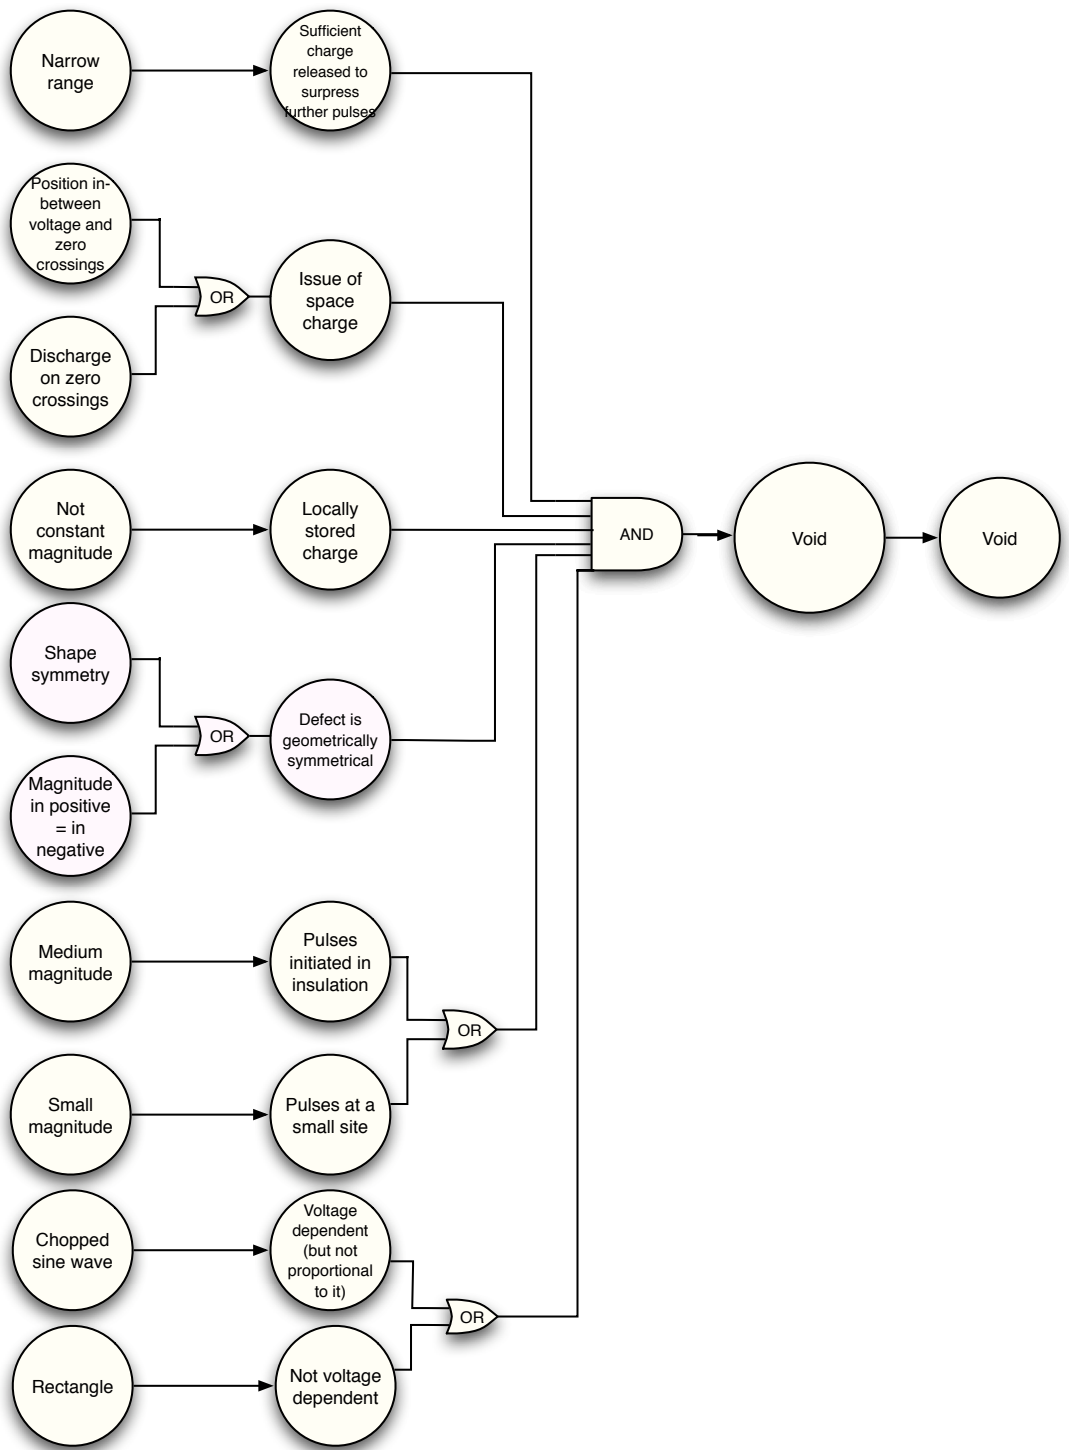 Narrow
range
Sufficient
charge
released to
surpress
further pulses
Position in-
between
voltage and
zero
crossings
Discharge
on zero
crossings
OR
Issue of
space
charge
Not
constant
magnitude
Locally
stored
charge
AND
Void
Void
Shape
symmetry
Magnitude
in positive
= in
negative
OR
Defect is
geometrically
symmetrical
Medium
magnitude
Pulses
initiated in
insulation
OR
Small
magnitude
Pulses at a
small site
Chopped
sine wave
Voltage
dependent
(but not
proportional
to it)
OR
Rectangle
Not voltage
dependent